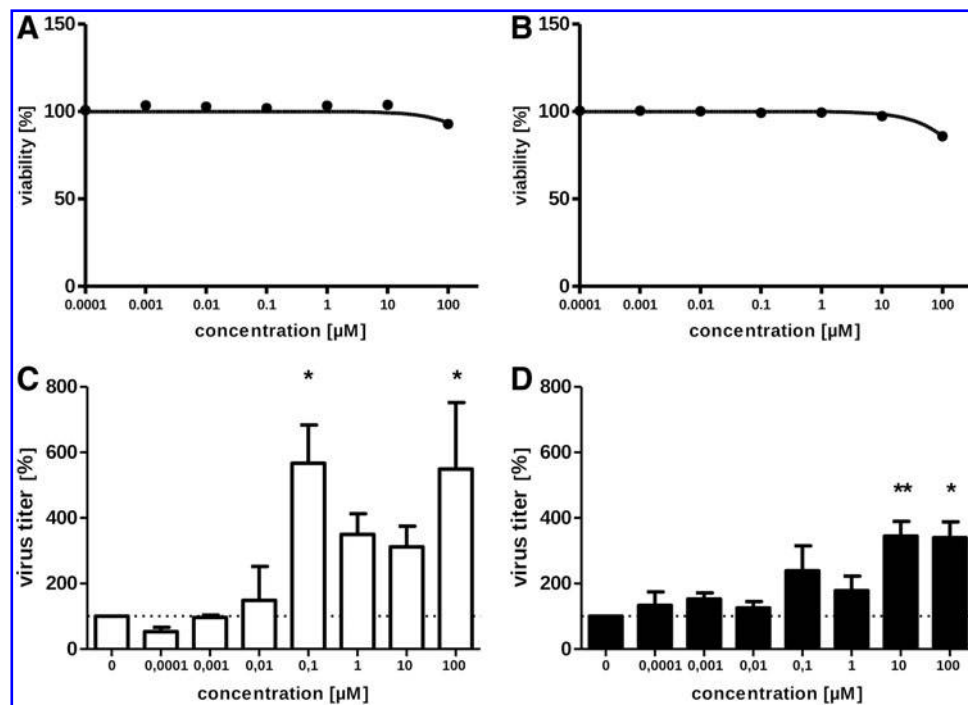 A
B
150
100
50
0
viability [%]
0.0001 0.001 0.01 0.1 1 10 100
concentration [µM]
150
100
50
0
viability [%]
0.0001 0.001 0.01 0.1 1 10 100
concentration [µM]
C
D
800
600
400
200
0
virus titer [%]
* *
0 0,0001 0,001 0,01 0,1 1 10 100
concentration [µM]
800
600
400
200
0
virus titer [%]
** *
0 0,0001 0,001 0,01 0,1 1 10 100
concentration [µM]